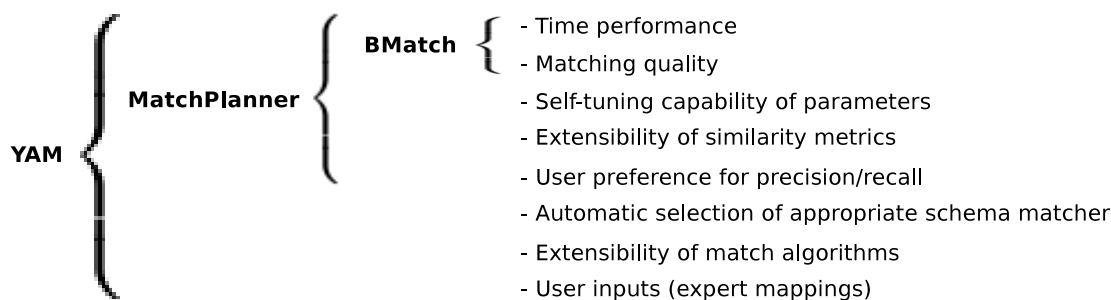 - Time performance
BMatch
- Matching quality
MatchPlanner
- Self-tuning capability of parameters
- Extensibility of similarity metrics
YAM
- User preference for precision/recall
- Automatic selection of appropriate schema matcher
- Extensibility of match algorithms
- User inputs (expert mappings)